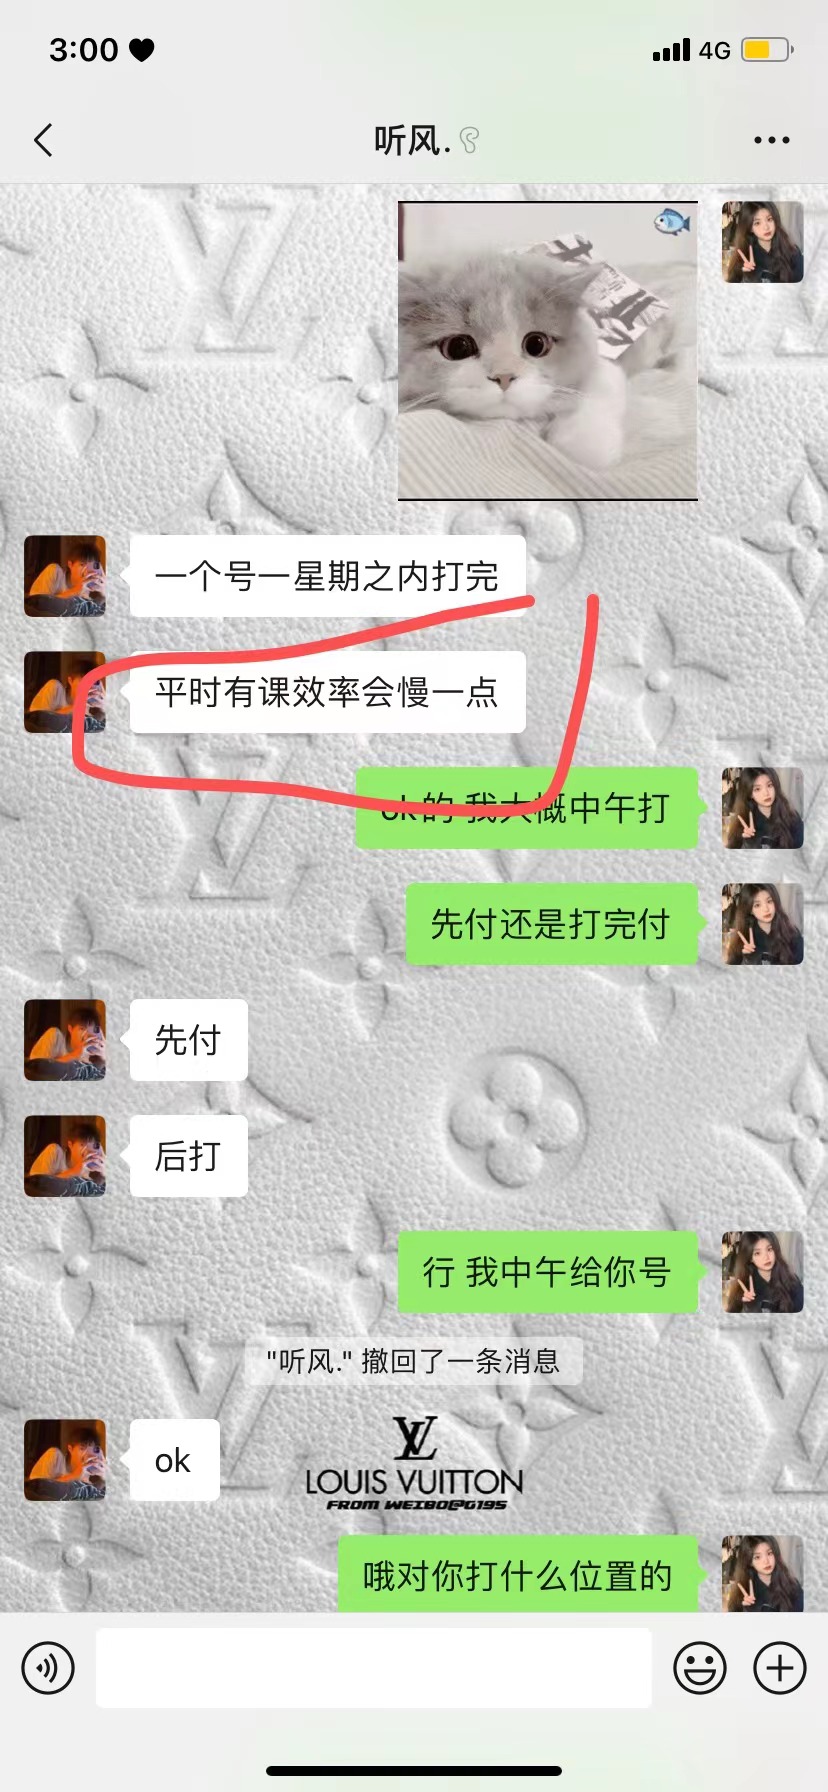 3:00
4G
听风.
一个号一星期之内打完
平时有课效率会慢一点
ok的 我大概中午打
先付还是打完付
先付
后打
行 我中午给你号
"听风." 撤回了一条消息
ok
LV
LOUIS VUITTON
FROM WEIBO@G195
哦对你打什么位置的